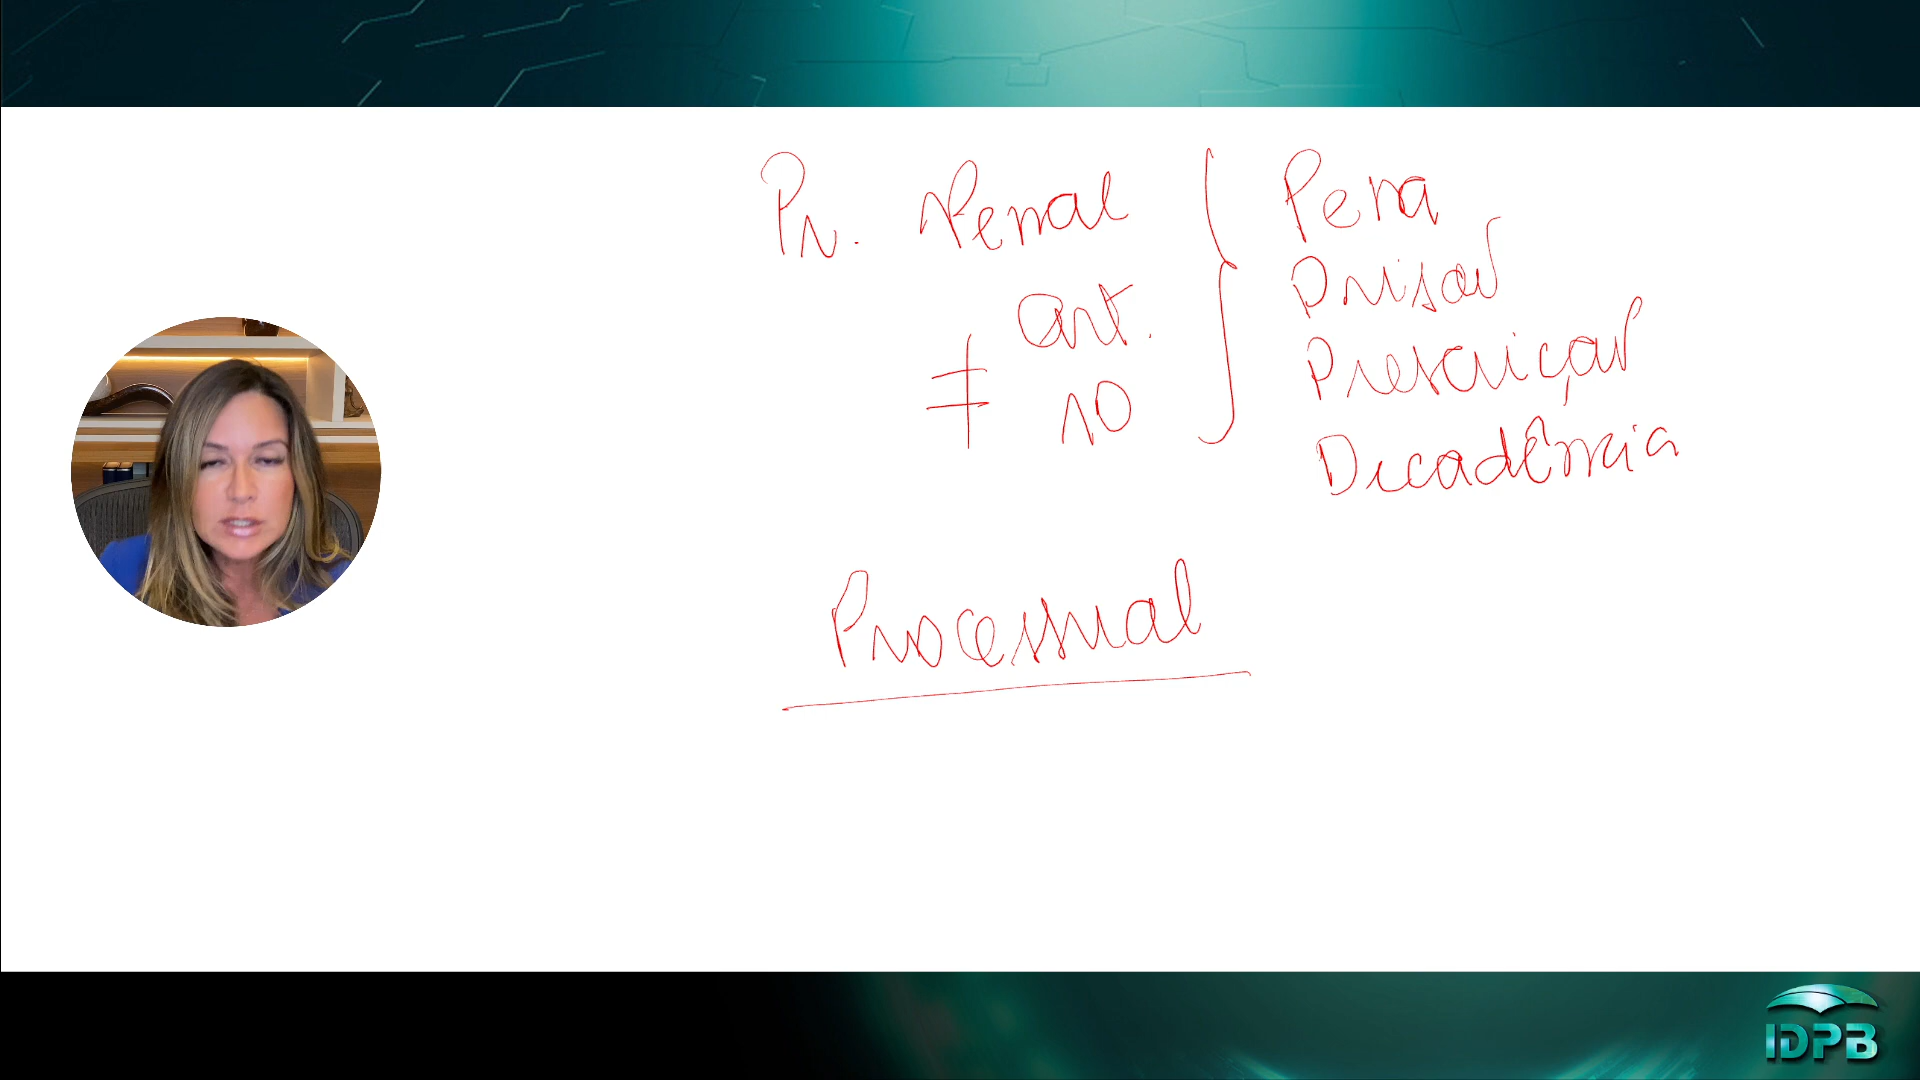 Pr. Penal { Pena
art. Prisão
≠ 10 Prescrição
Decadência
Processual
IDPB